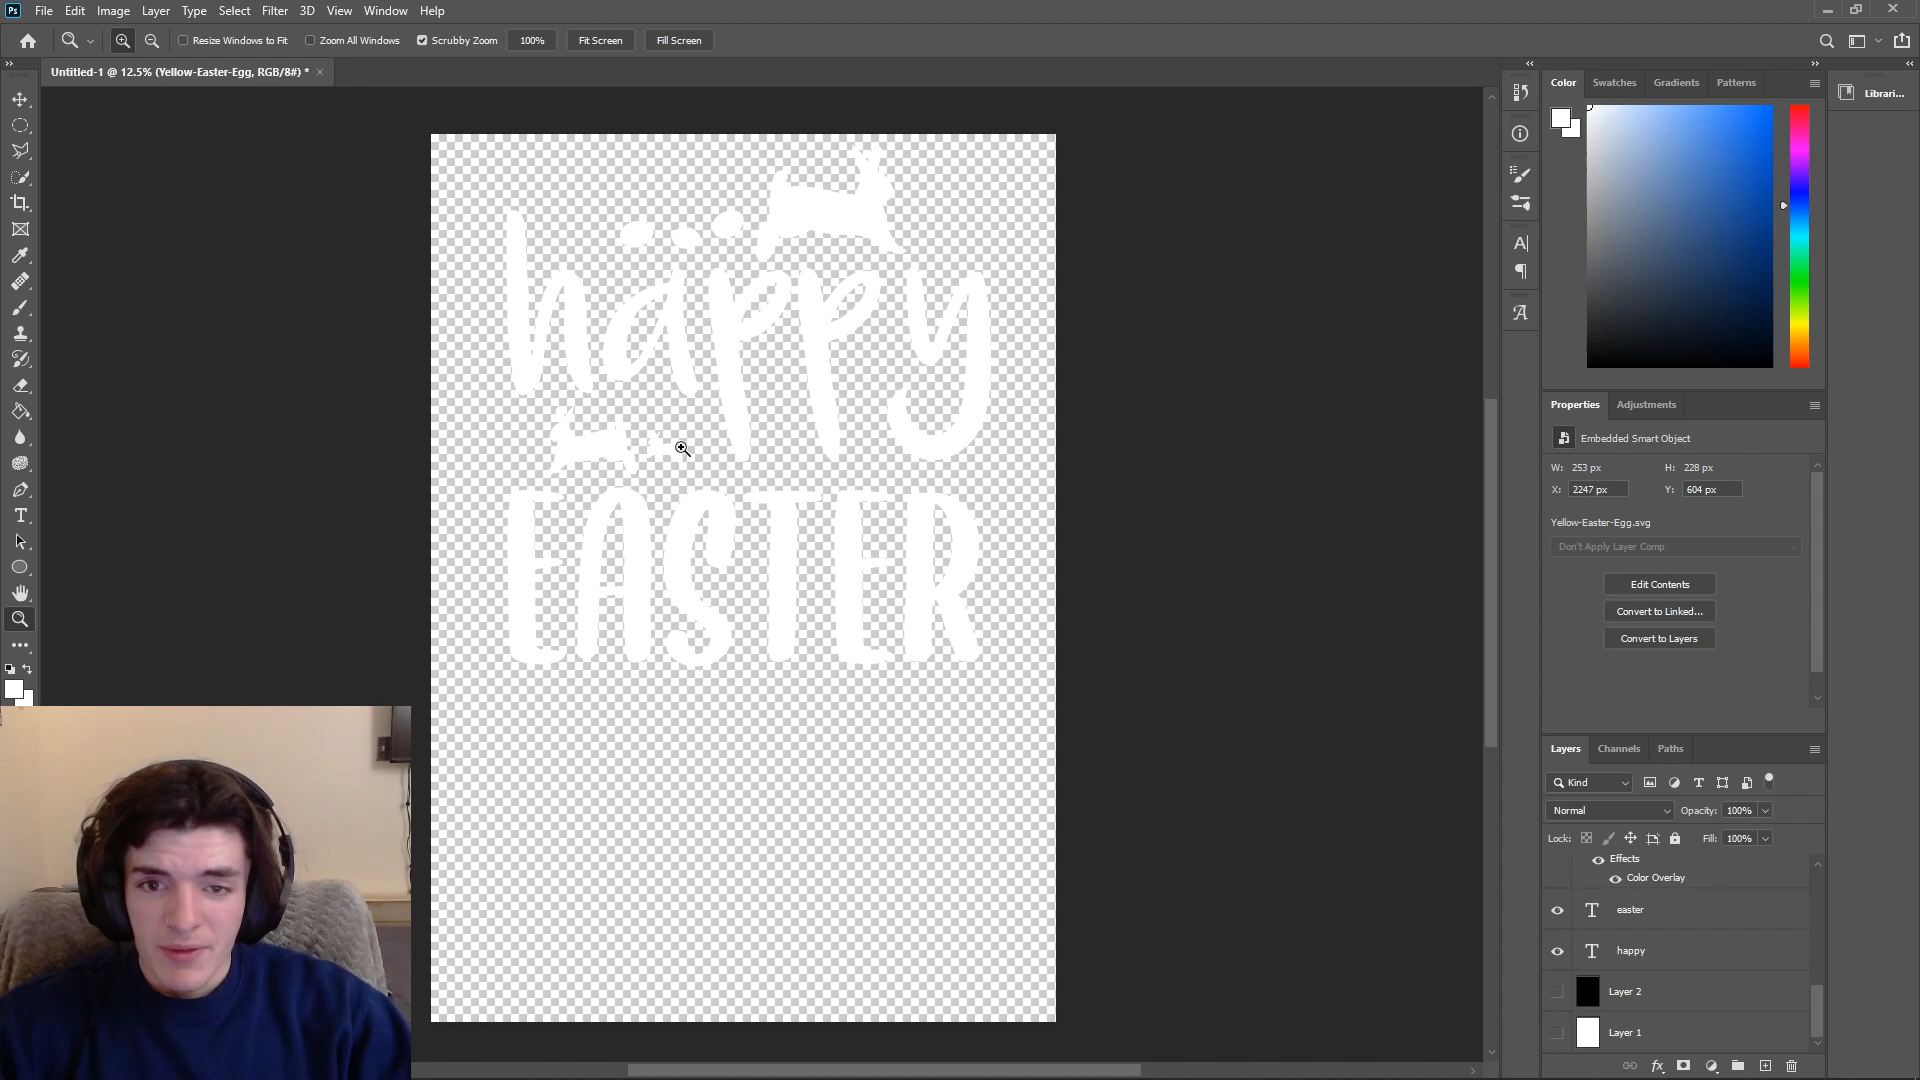 Ps File Edit Image Layer Type Select Filter 3D View Window Help
Resize Windows to Fit Zoom All Windows Scrubby Zoom 100% Fit Screen Fill Screen
Untitled-1 @ 12.5% (Yellow-Easter-Egg, RGB/8#) * ×
happy
EASTER
Color Swatches Gradients Patterns
Librari...
Properties Adjustments
Embedded Smart Object
W: 253 px H: 228 px
X: 2247 px Y: 604 px
Yellow-Easter-Egg.svg
Don't Apply Layer Comp
Edit Contents
Convert to Linked...
Convert to Layers
Layers Channels Paths
Kind
Normal Opacity: 100%
Lock: Fill: 100%
Effects
Color Overlay
easter
happy
Layer 2
Layer 1